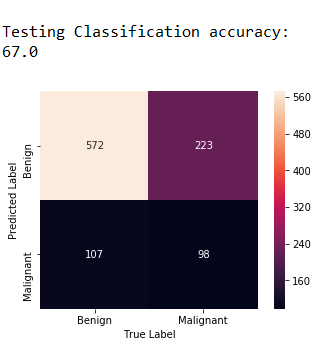 Testing Classification accuracy:
67.0
Predicted Label
Benign
Malignant
572
223
107
98
Benign
Malignant
True Label
560
480
400
320
240
160